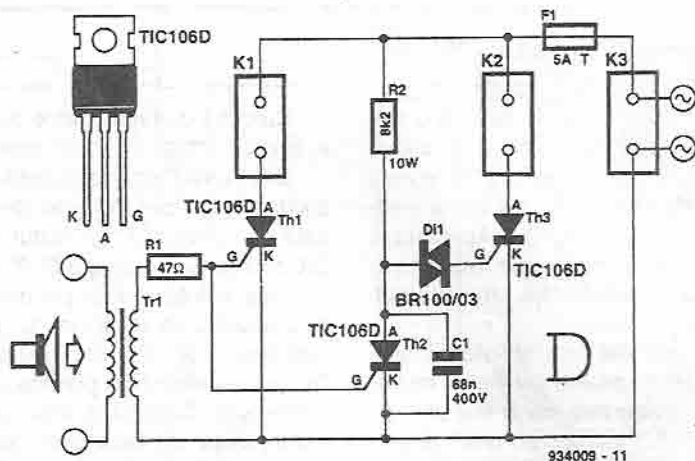 TIC106D
K A G
K1
F1
5A T
K2
K3
R2
8k2
10W
TIC106D
A
Th1
G
K
R1
47Ω
Tr1
Di1
BR100/03
A
Th3
G
K
TIC106D
TIC106D
A
Th2
G
K
C1
68n
400V
934009 - 11